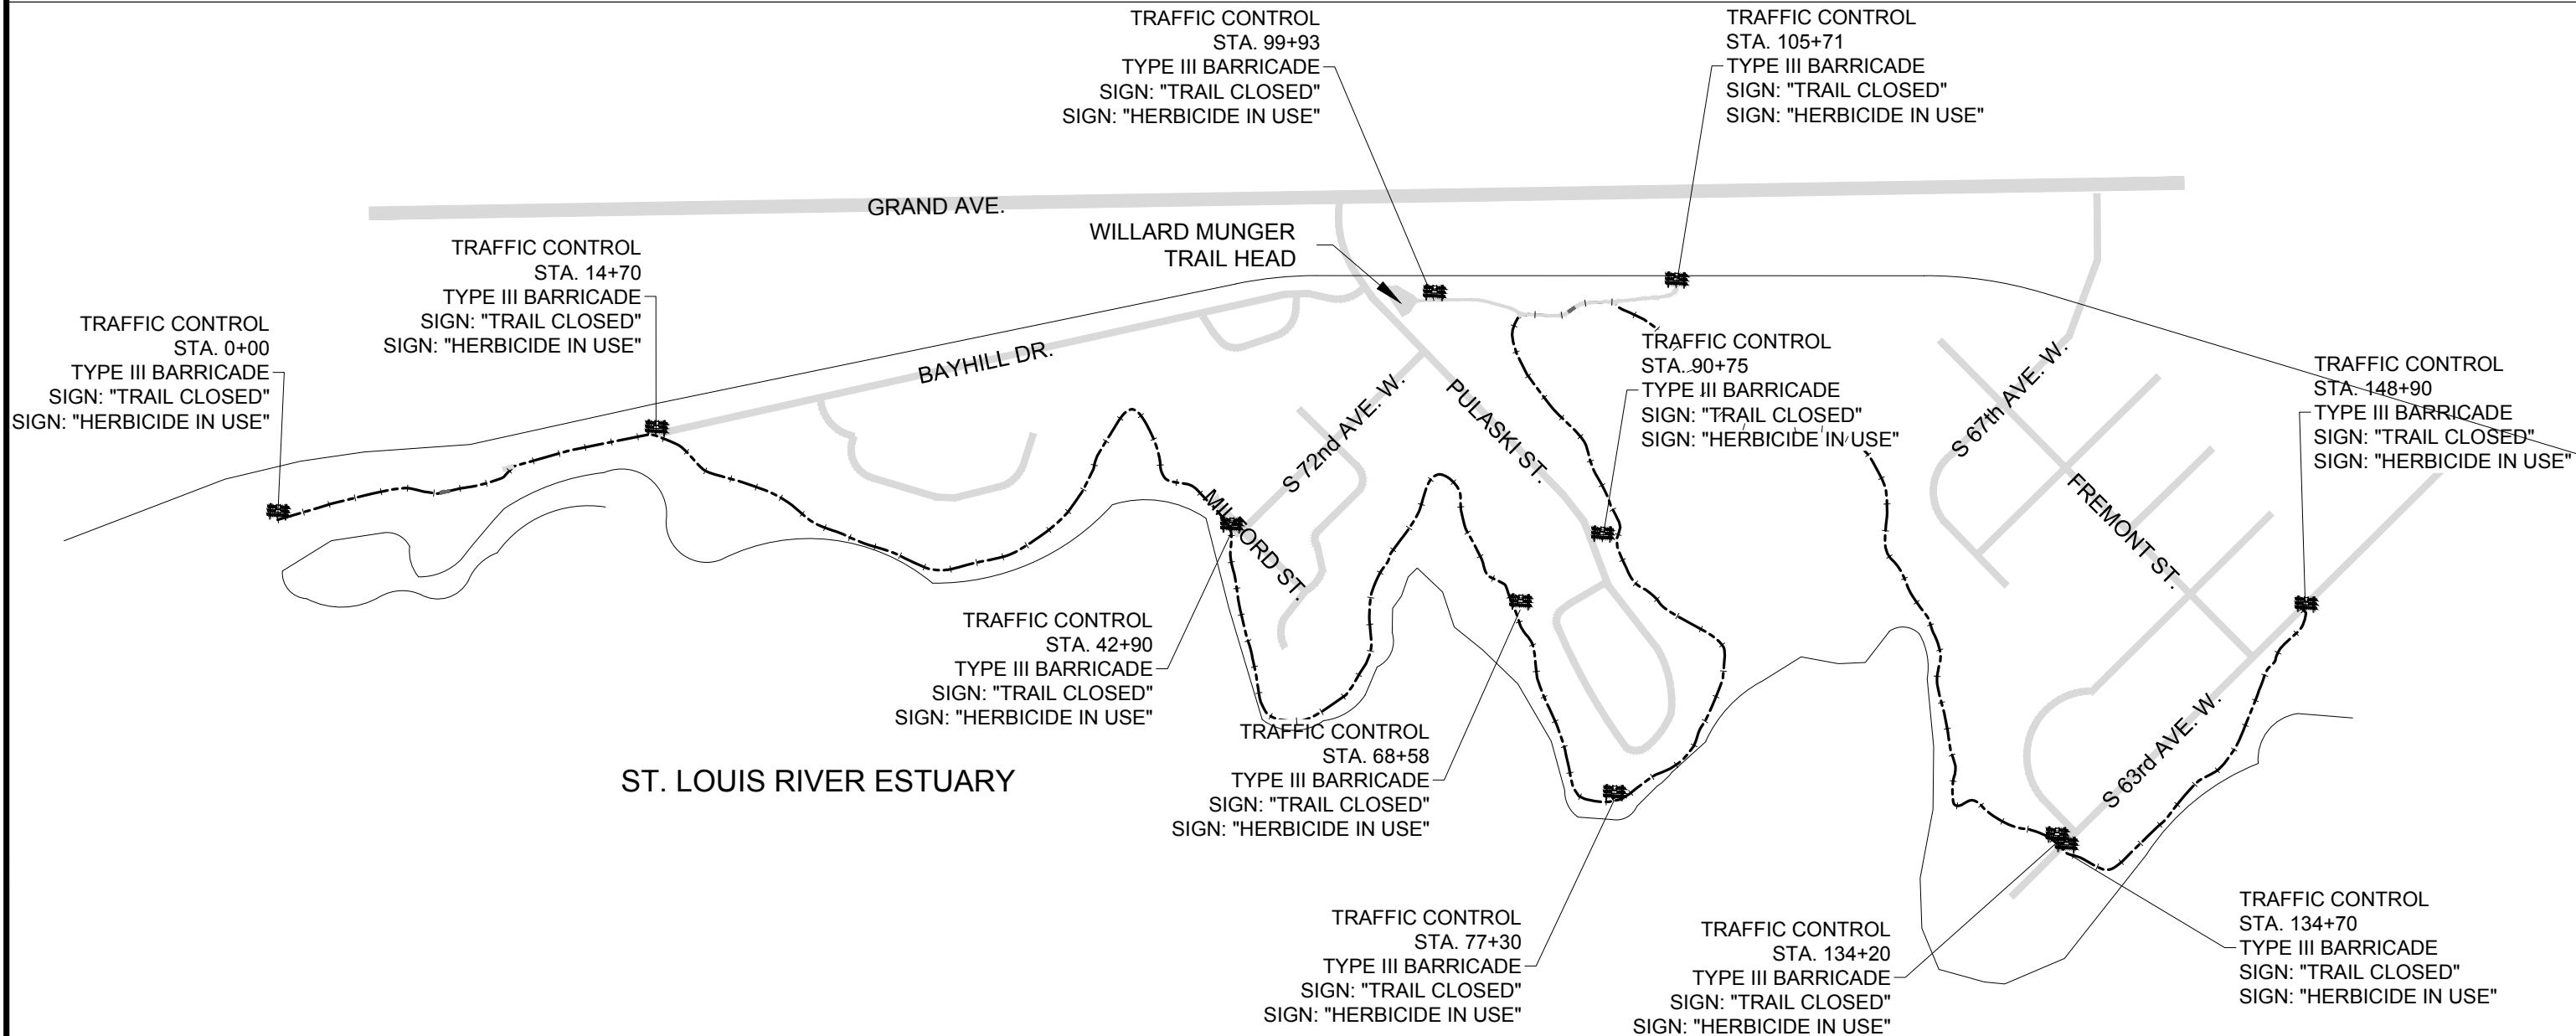 TRAFFIC CONTROL
STA. 99+93
TYPE III BARRICADE
SIGN: "TRAIL CLOSED"
SIGN: "HERBICIDE IN USE"
TRAFFIC CONTROL
STA. 105+71
TYPE III BARRICADE
SIGN: "TRAIL CLOSED"
SIGN: "HERBICIDE IN USE"
GRAND AVE.
WILLARD MUNGER
TRAIL HEAD
TRAFFIC CONTROL
STA. 14+70
TYPE III BARRICADE
SIGN: "TRAIL CLOSED"
SIGN: "HERBICIDE IN USE"
TRAFFIC CONTROL
STA. 0+00
TYPE III BARRICADE
SIGN: "TRAIL CLOSED"
SIGN: "HERBICIDE IN USE"
BAYHILL DR.
TRAFFIC CONTROL
STA. 90+75
TYPE III BARRICADE
SIGN: "TRAIL CLOSED"
SIGN: "HERBICIDE IN USE"
TRAFFIC CONTROL
STA. 148+90
TYPE III BARRICADE
SIGN: "TRAIL CLOSED"
SIGN: "HERBICIDE IN USE"
S 72nd AVE. W.
PULASKI ST.
S 67th AVE. W.
FREMONT ST.
MILFORD ST.
TRAFFIC CONTROL
STA. 42+90
TYPE III BARRICADE
SIGN: "TRAIL CLOSED"
SIGN: "HERBICIDE IN USE"
S 63rd AVE. W.
TRAFFIC CONTROL
STA. 68+58
TYPE III BARRICADE
SIGN: "TRAIL CLOSED"
SIGN: "HERBICIDE IN USE"
ST. LOUIS RIVER ESTUARY
TRAFFIC CONTROL
STA. 77+30
TYPE III BARRICADE
SIGN: "TRAIL CLOSED"
SIGN: "HERBICIDE IN USE"
TRAFFIC CONTROL
STA. 134+20
TYPE III BARRICADE
SIGN: "TRAIL CLOSED"
SIGN: "HERBICIDE IN USE"
TRAFFIC CONTROL
STA. 134+70
TYPE III BARRICADE
SIGN: "TRAIL CLOSED"
SIGN: "HERBICIDE IN USE"